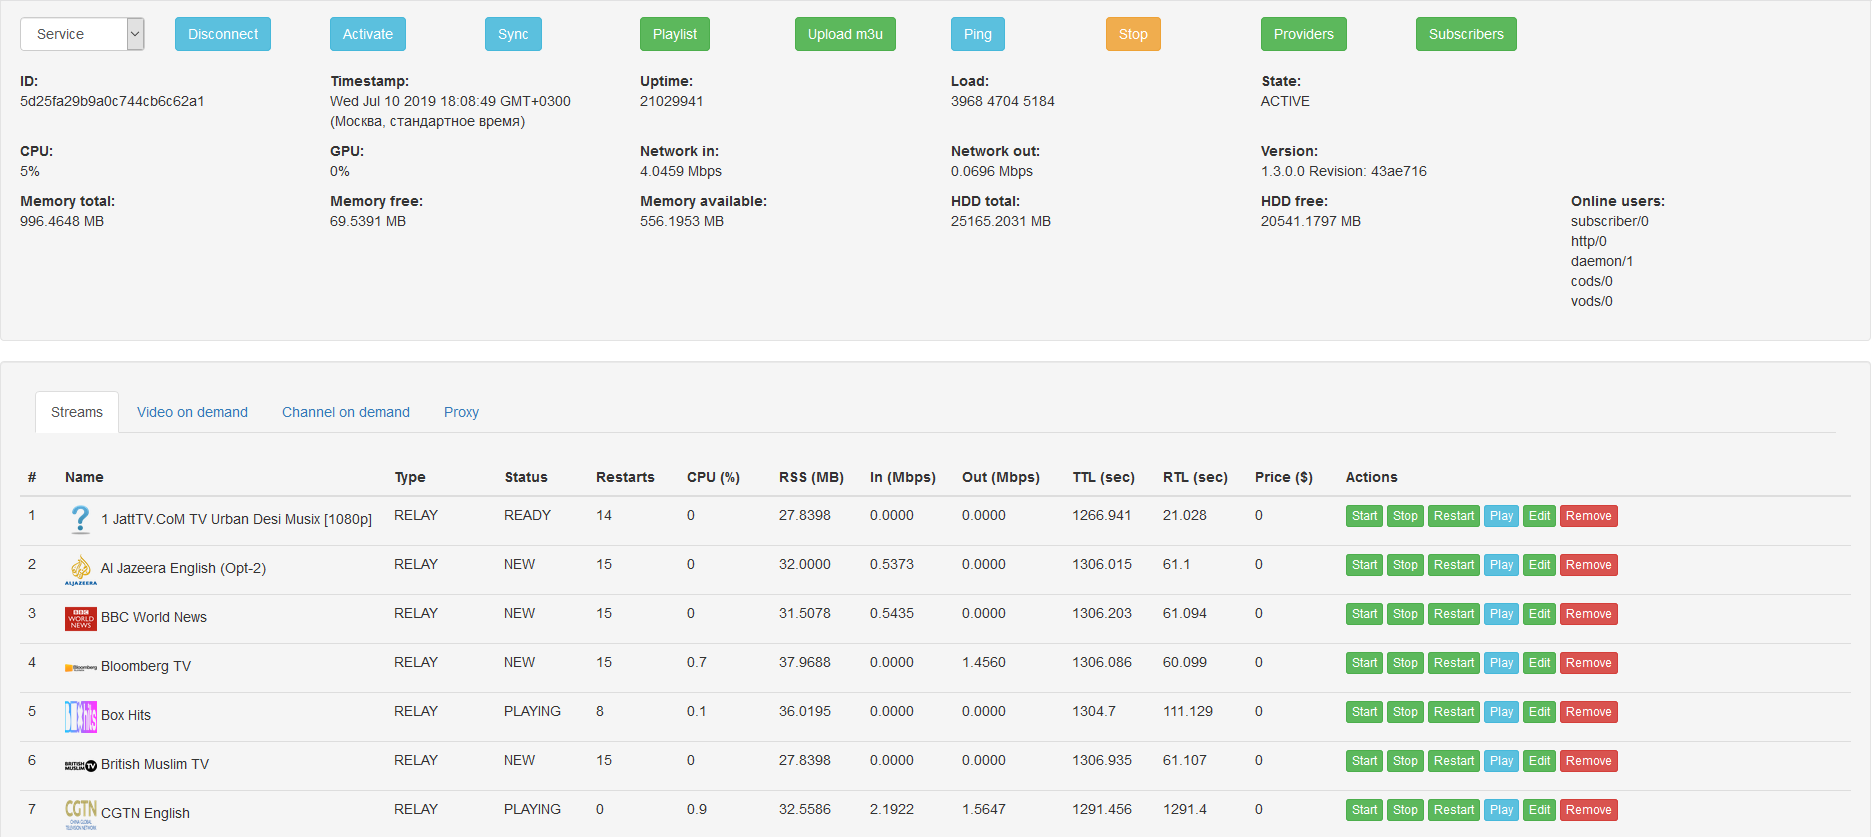 Service Disconnect Activate Sync Playlist Upload m3u Ping Stop Providers Subscribers
ID: Timestamp: Uptime: Load: State:
5d25fa29b9a0c744cb6c62a1 Wed Jul 10 2019 18:08:49 GMT+0300 21029941 3968 4704 5184 ACTIVE
(Москва, стандартное время)
CPU: GPU: Network in: Network out: Version:
5% 0% 4.0459 Mbps 0.0696 Mbps 1.3.0.0 Revision: 43ae716
Memory total: Memory free: Memory available: HDD total: HDD free: Online users:
996.4648 MB 69.5391 MB 556.1953 MB 25165.2031 MB 20541.1797 MB subscriber/0
http/0
daemon/1
cods/0
vods/0
Streams Video on demand Channel on demand Proxy
# Name Type Status Restarts CPU (%) RSS (MB) In (Mbps) Out (Mbps) TTL (sec) RTL (sec) Price ($) Actions
1 ? 1 JattTV.CoM TV Urban Desi Musix [1080p] RELAY READY 14 0 27.8398 0.0000 0.0000 1266.941 21.028 0 Start Stop Restart Play Edit Remove
2 ALJAZEERA Al Jazeera English (Opt-2) RELAY NEW 15 0 32.0000 0.5373 0.0000 1306.015 61.1 0 Start Stop Restart Play Edit Remove
3 BBC WORLD NEWS BBC World News RELAY NEW 15 0 31.5078 0.5435 0.0000 1306.203 61.094 0 Start Stop Restart Play Edit Remove
4 Bloomberg Bloomberg TV RELAY NEW 15 0.7 37.9688 0.0000 1.4560 1306.086 60.099 0 Start Stop Restart Play Edit Remove
5 Box Hits RELAY PLAYING 8 0.1 36.0195 0.0000 0.0000 1304.7 111.129 0 Start Stop Restart Play Edit Remove
6 BRITISH MUSLIM TV British Muslim TV RELAY NEW 15 0 27.8398 0.0000 0.0000 1306.935 61.107 0 Start Stop Restart Play Edit Remove
7 CGTN CHINA GLOBAL TELEVISION NETWORK CGTN English RELAY PLAYING 0 0.9 32.5586 2.1922 1.5647 1291.456 1291.4 0 Start Stop Restart Play Edit Remove